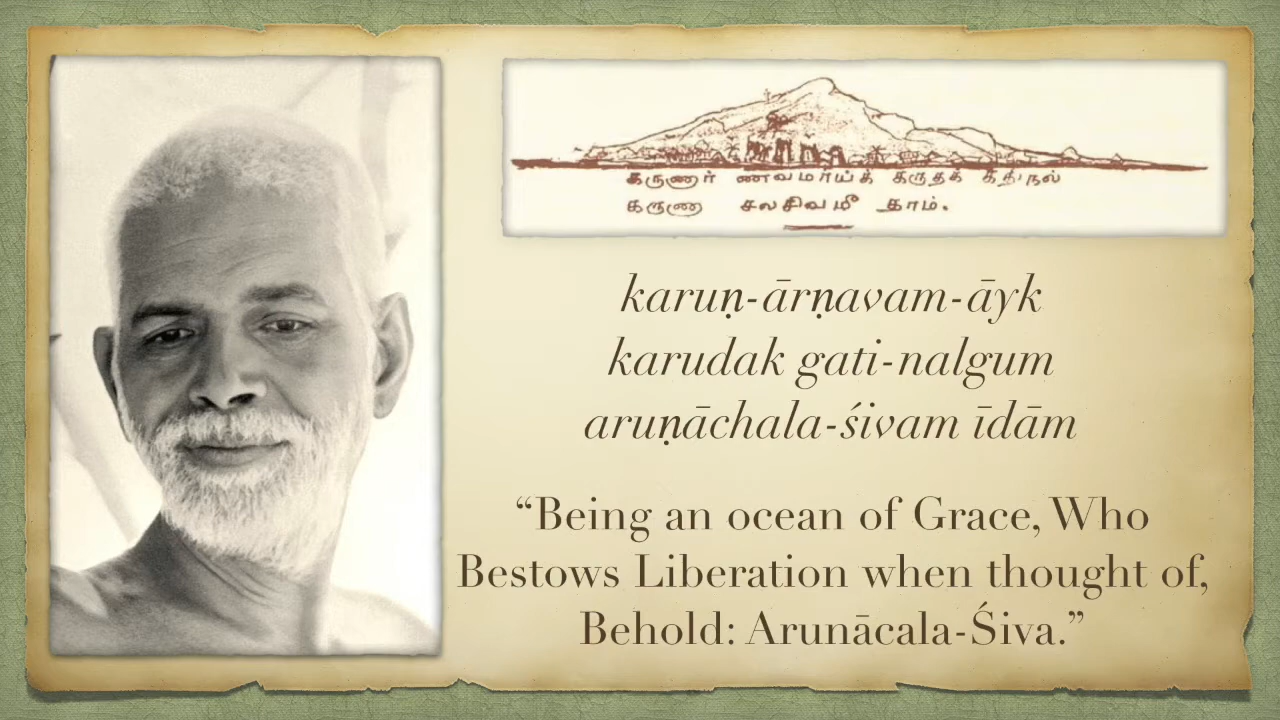 கருணார் ணவமாய்க் கருதக் கதிநல்
கருணா சலசிவமீ தாம்.
karuṇ-ārṇavam-āyk
karudak gati-nalgum
aruṇāchala-śivam īdām
“Being an ocean of Grace, Who
Bestows Liberation when thought of,
Behold: Arunācala-Śiva.”